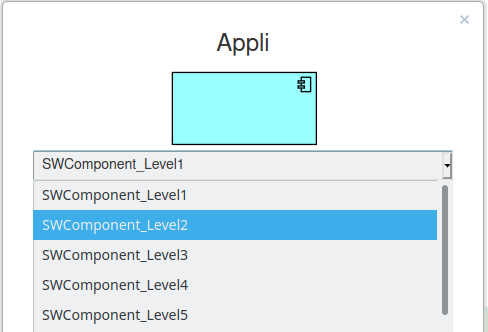 Appli
SWComponent_Level1
SWComponent_Level1
SWComponent_Level2
SWComponent_Level3
SWComponent_Level4
SWComponent_Level5